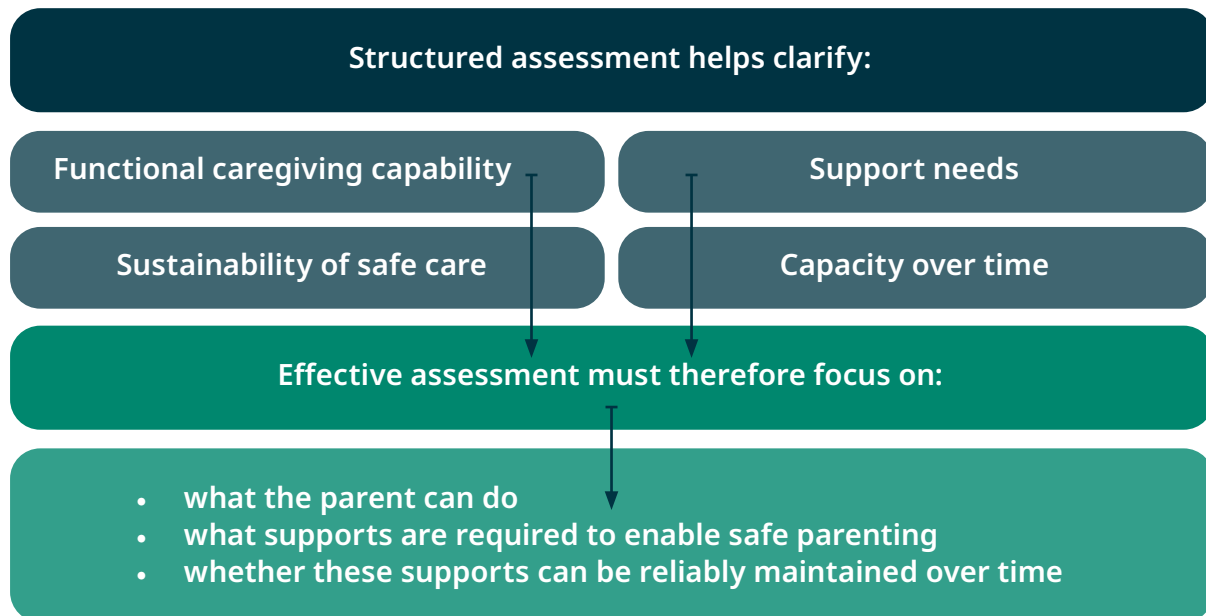 Structured assessment helps clarify:
Functional caregiving capability
Support needs
Sustainability of safe care
Capacity over time
Effective assessment must therefore focus on:
• what the parent can do
• what supports are required to enable safe parenting
• whether these supports can be reliably maintained over time